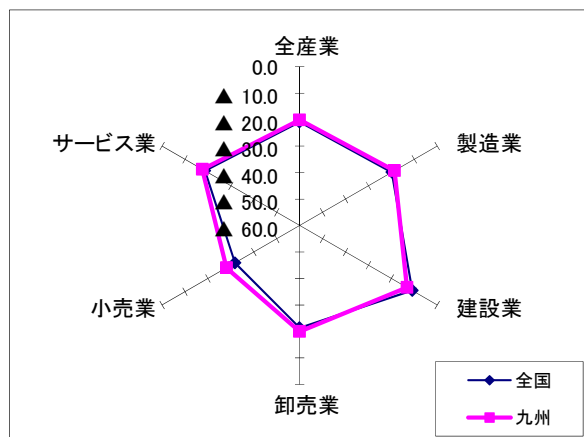 全産業
0.0
▲ 10.0
▲ 20.0
▲ 30.0
▲ 40.0
▲ 50.0
▲ 60.0
サービス業
製造業
小売業
建設業
卸売業
全国
九州